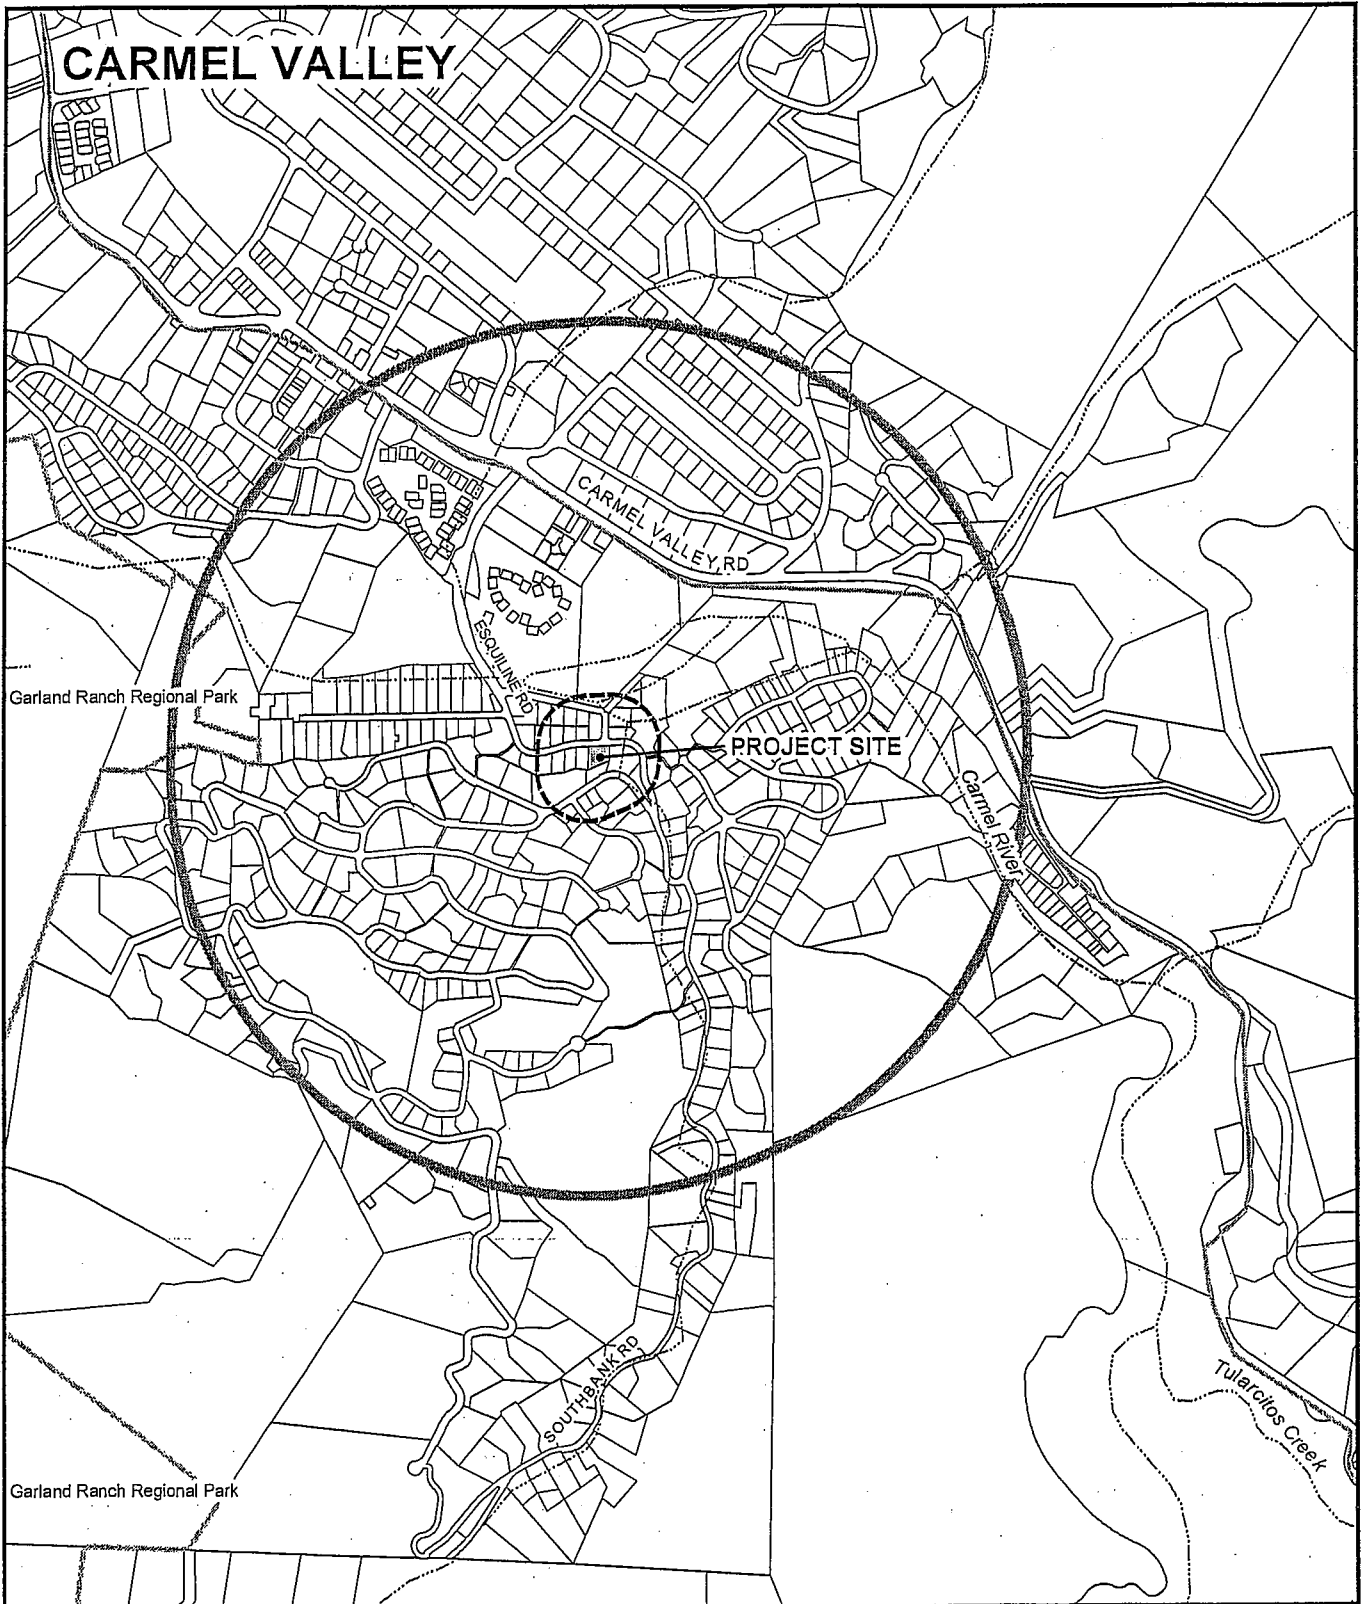 CARMEL VALLEY
CARMEL VALLEY RD
ESQUILINE RD
Garland Ranch Regional Park
PROJECT SITE
Carmel River
SOUTHBANK RD
Tularcitos Creek
Garland Ranch Regional Park